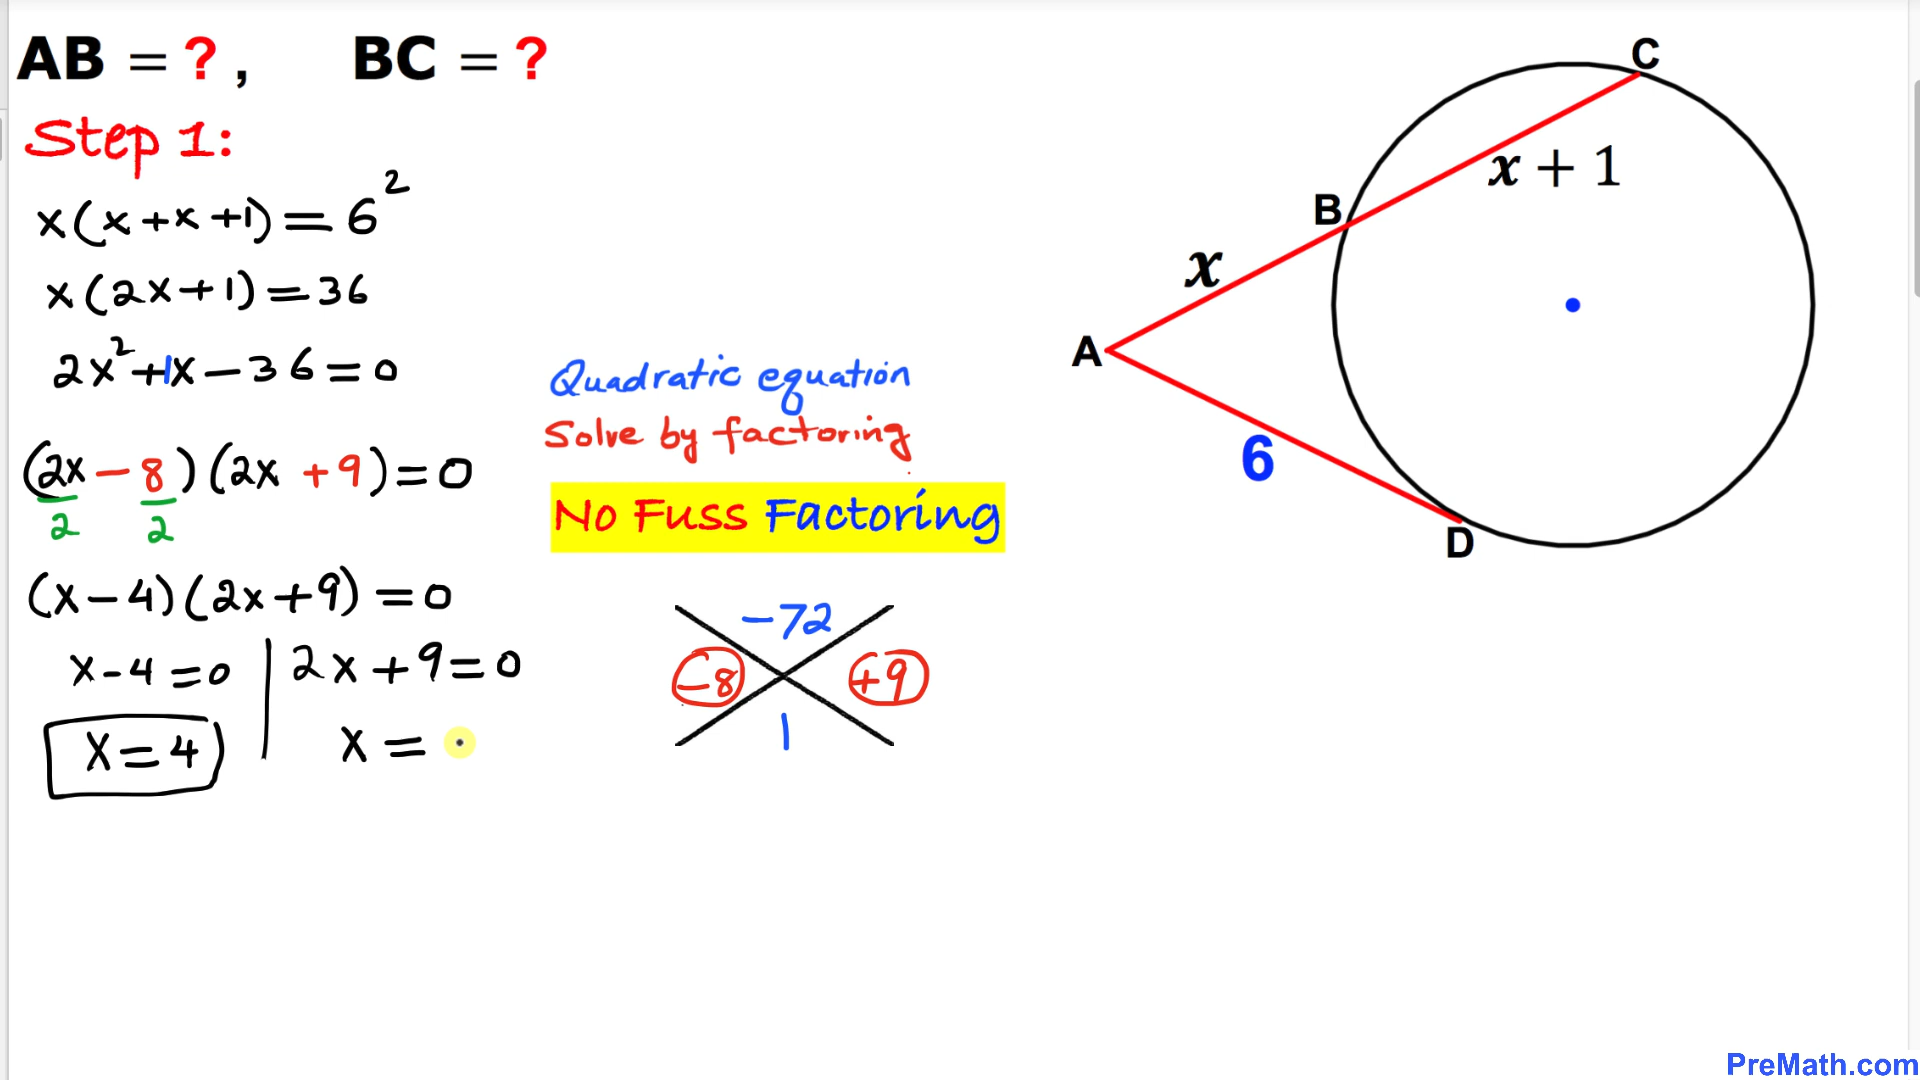 AB = ? ,   BC = ?
Step 1:
x(x+x+1) = 6²
x(2x+1) = 36
2x²+1x-36=0
(2x/2 - 8/2)(2x +9)=0
(x-4)(2x+9)=0
x-4=0 | 2x+9=0
x=4 | x =
Quadratic equation
Solve by factoring
No Fuss Factoring
-72
-8 +9
1
C
x + 1
B
x
A
6
D
PreMath.com